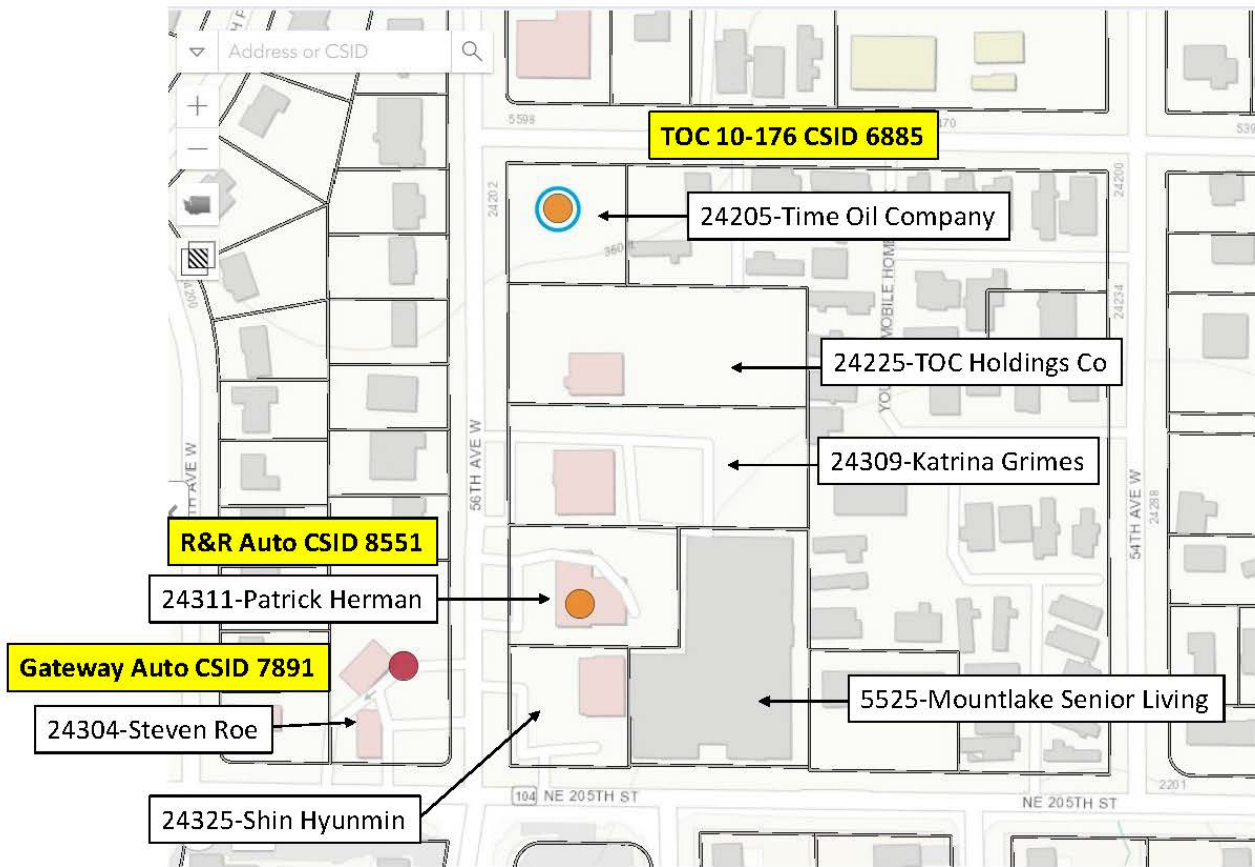 Address or CSID
5598
TOC 10-176 CSID 6885
24202
24200
24205-Time Oil Company
360 ft
24234
24225-TOC Holdings Co
56TH AVE W
24309-Katrina Grimes
54TH AVE W
24288
R&R Auto CSID 8551
24311-Patrick Herman
Gateway Auto CSID 7891
24304-Steven Roe
5525-Mountlake Senior Living
104
NE 205TH ST
2201
NE 205TH ST
24325-Shin Hyunmin